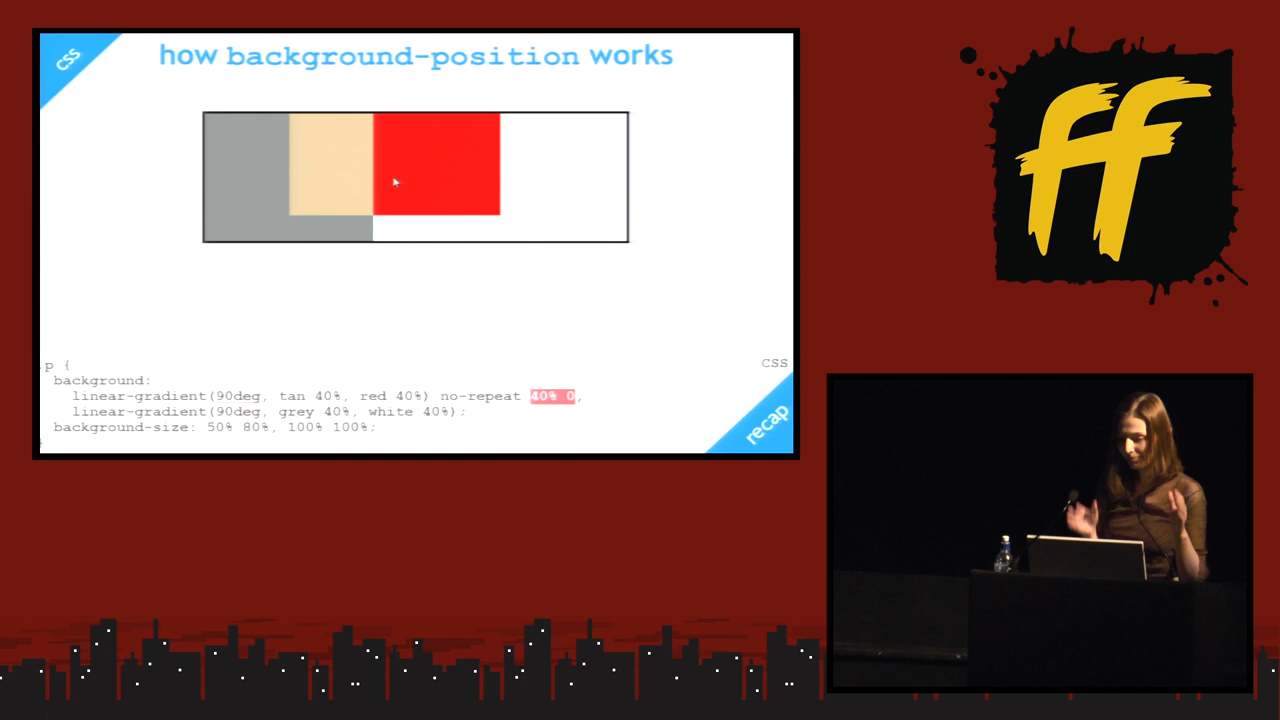 CSS
how background-position works
p {
background:
linear-gradient(90deg, tan 40%, red 40%) no-repeat 40% 0,
linear-gradient(90deg, grey 40%, white 40%);
background-size: 50% 80%, 100% 100%;
CSS
recap
ff